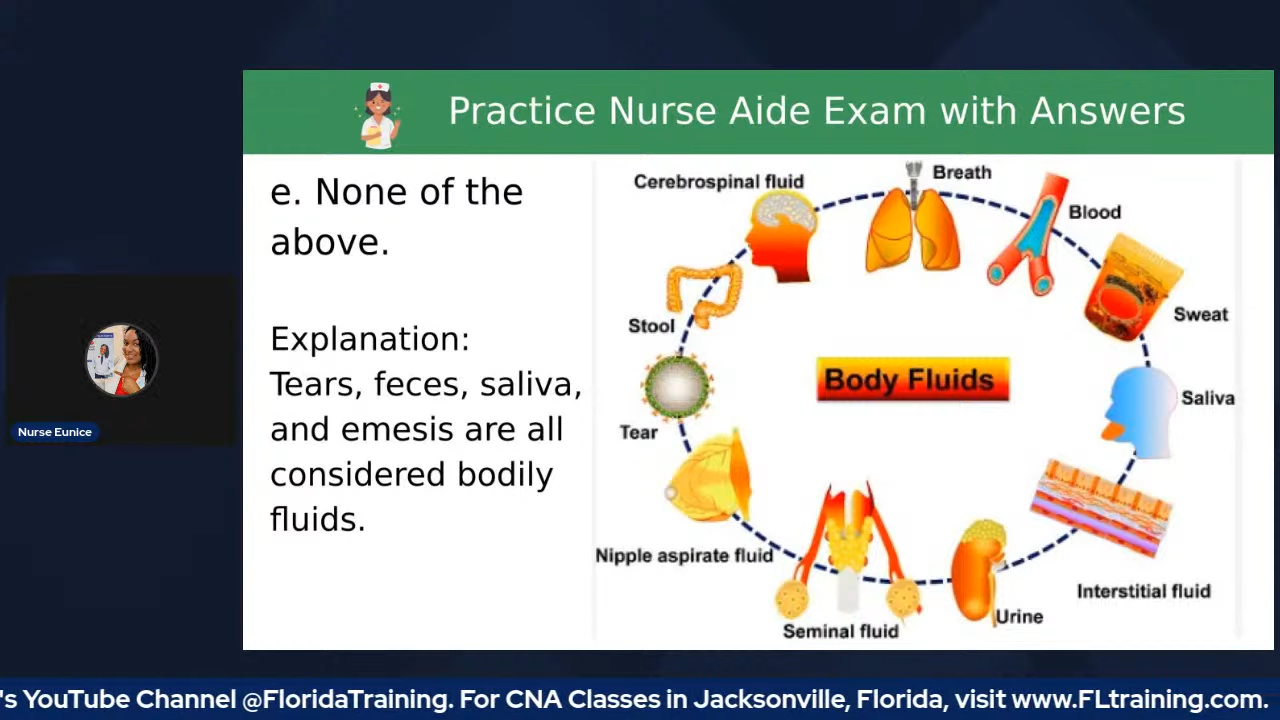 Practice Nurse Aide Exam with Answers
e. None of the
above.
Explanation:
Tears, feces, saliva,
and emesis are all
considered bodily
fluids.
Cerebrospinal fluid
Breath
Blood
Sweat
Stool
Body Fluids
Saliva
Tear
Nipple aspirate fluid
Interstitial fluid
Urine
Seminal fluid
Nurse Eunice
's YouTube Channel @FloridaTraining. For CNA Classes in Jacksonville, Florida, visit www.FLtraining.com.